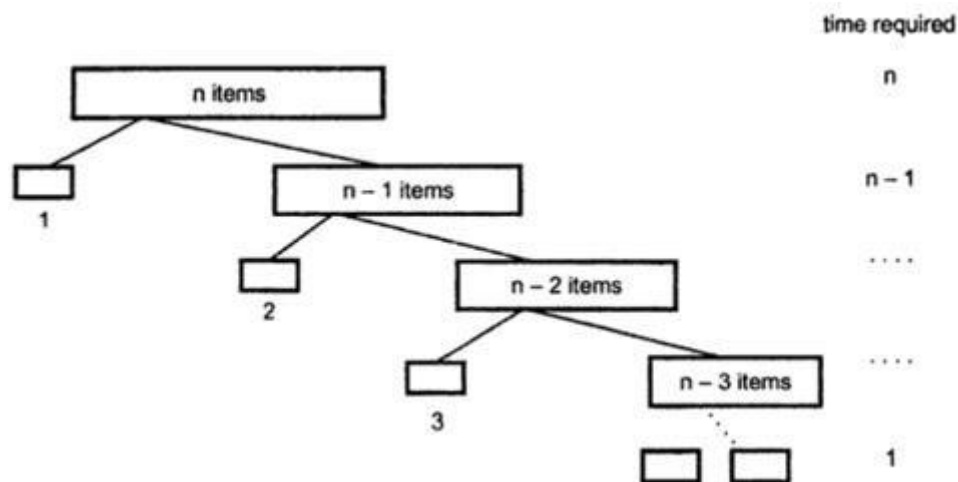 time required
n items
n
n – 1 items
n – 1
1
. . . .
n – 2 items
2
. . . .
n – 3 items
3
1